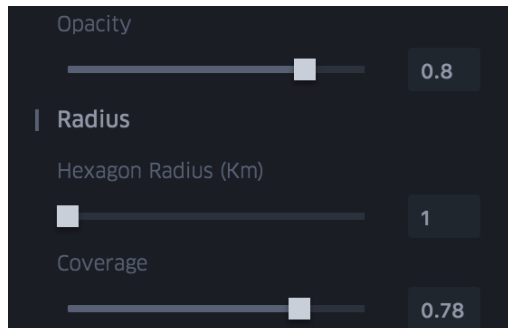 Opacity
0.8
Radius
Hexagon Radius (Km)
1
Coverage
0.78